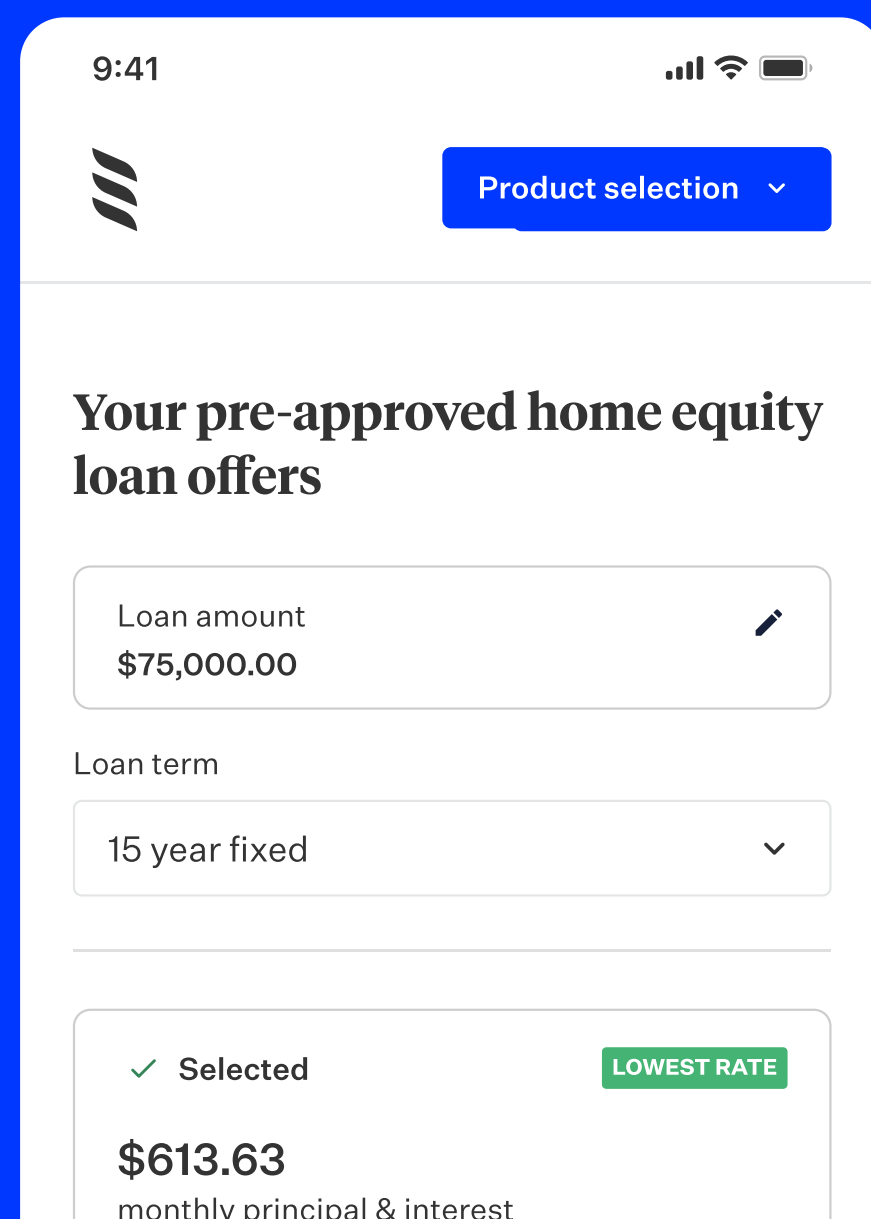 9:41
Product selection
Your pre-approved home equity
loan offers
Loan amount
$75,000.00
Loan term
15 year fixed
Selected
LOWEST RATE
$613.63
monthly principal & interest